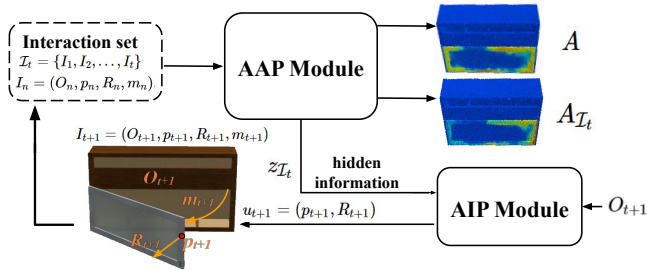 Interaction set
$\mathcal{I}_t = \{I_1, I_2, \ldots, I_t\}$
$I_n = (O_n, p_n, R_n, m_n)$
AAP Module
$A$
$A_{\mathcal{I}_t}$
$I_{t+1} = (O_{t+1}, p_{t+1}, R_{t+1}, m_{t+1})$
$O_{t+1}$
$m_{t+1}$
$R_{t+1}$
$p_{t+1}$
$z_{\mathcal{I}_t}$
hidden
information
$u_{t+1} = (p_{t+1}, R_{t+1})$
AIP Module
$O_{t+1}$